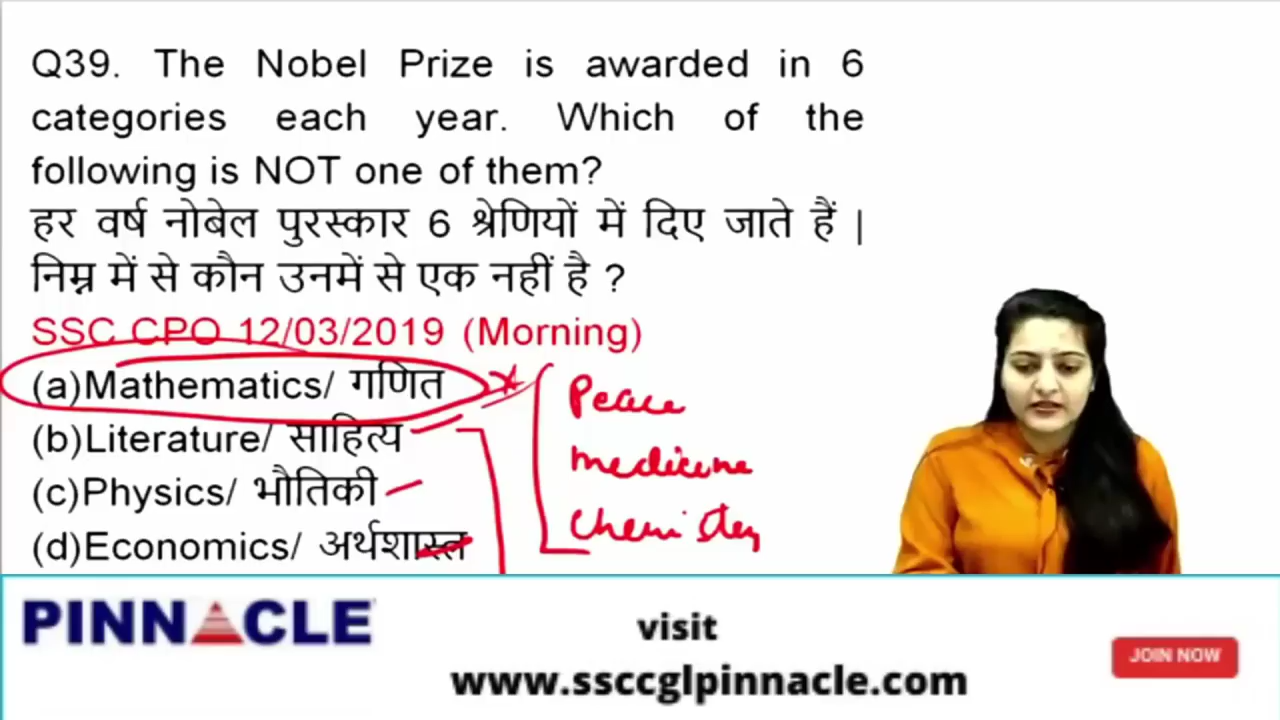 Q39. The Nobel Prize is awarded in 6
categories each year. Which of the
following is NOT one of them?
हर वर्ष नोबेल पुरस्कार 6 श्रेणियों में दिए जाते हैं |
निम्न में से कौन उनमें से एक नहीं है ?
SSC CPO 12/03/2019 (Morning)
(a)Mathematics/ गणित
(b)Literature/ साहित्य
(c)Physics/ भौतिकी
(d)Economics/ अर्थशास्त
Peace
medicine
Chemistry
PINNACLE
visit
www.ssccglpinnacle.com
JOIN NOW